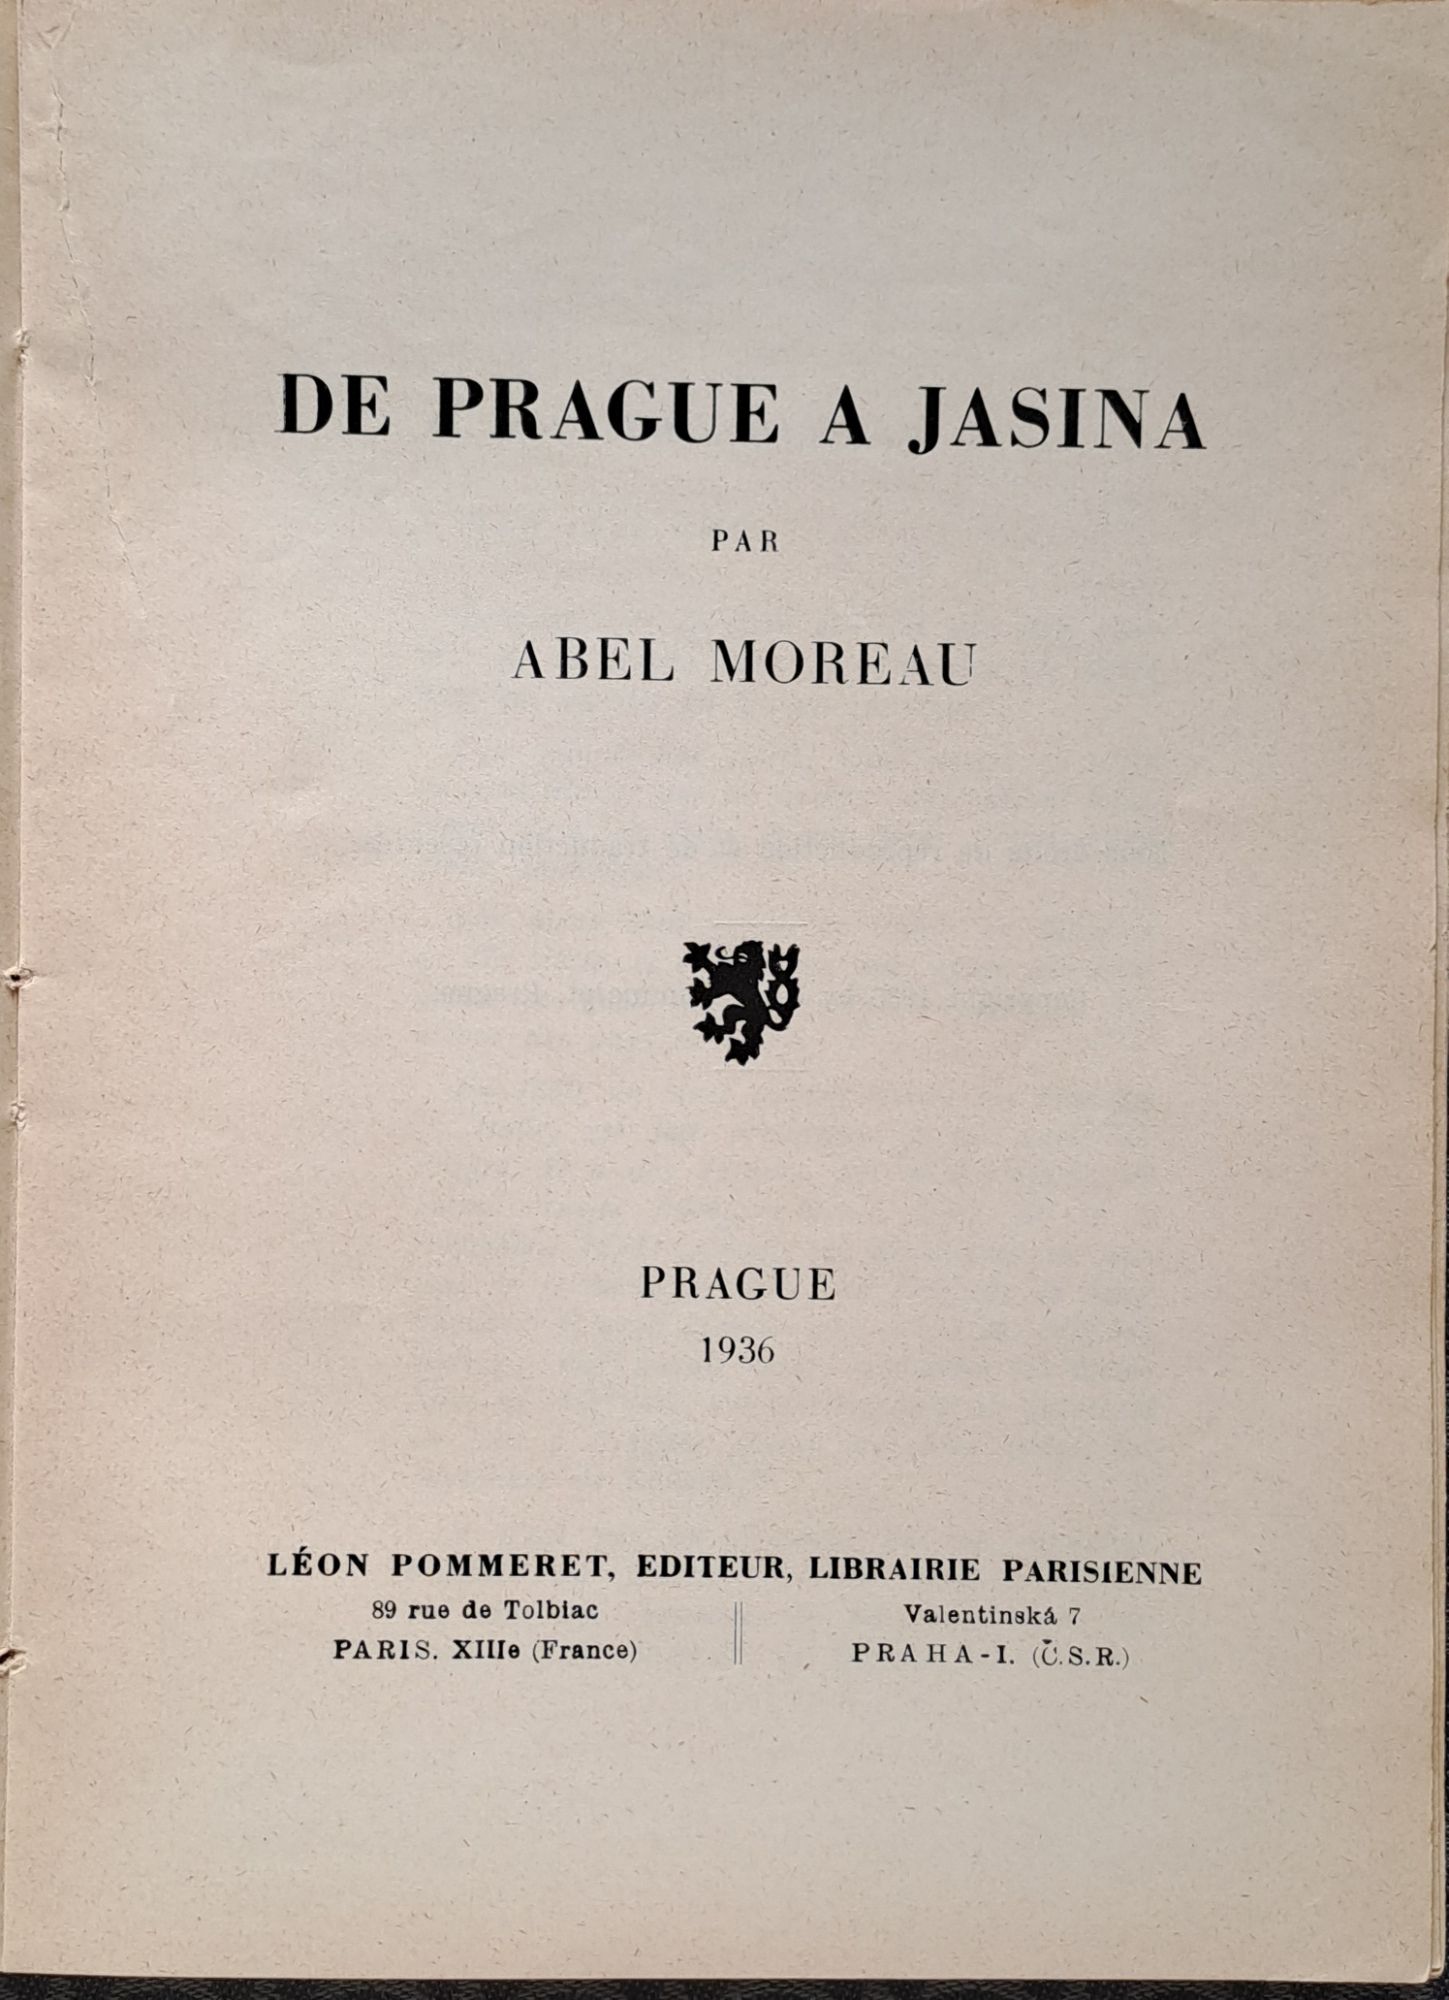 DE PRAGUE A JASINA
PAR
ABEL MOREAU
PRAGUE
1936
LÉON POMMERET, EDITEUR, LIBRAIRIE PARISIENNE
89 rue de Tolbiac
PARIS. XIIIe (France)
Valentinská 7
PRAHA-I. (Č.S.R.)